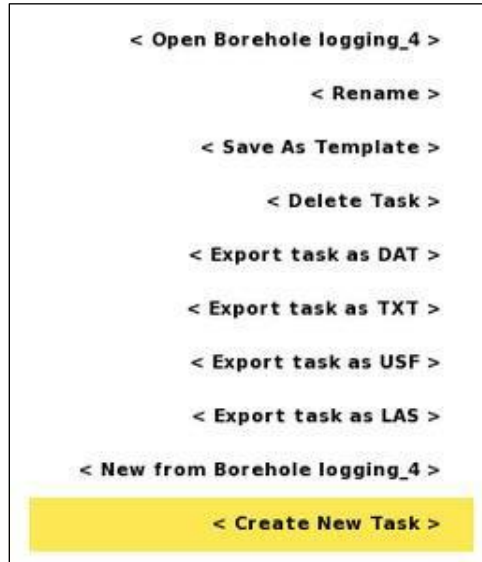 < Open Borehole logging_4 >
< Rename >
< Save As Template >
< Delete Task >
< Export task as DAT >
< Export task as TXT >
< Export task as USF >
< Export task as LAS >
< New from Borehole logging_4 >
< Create New Task >